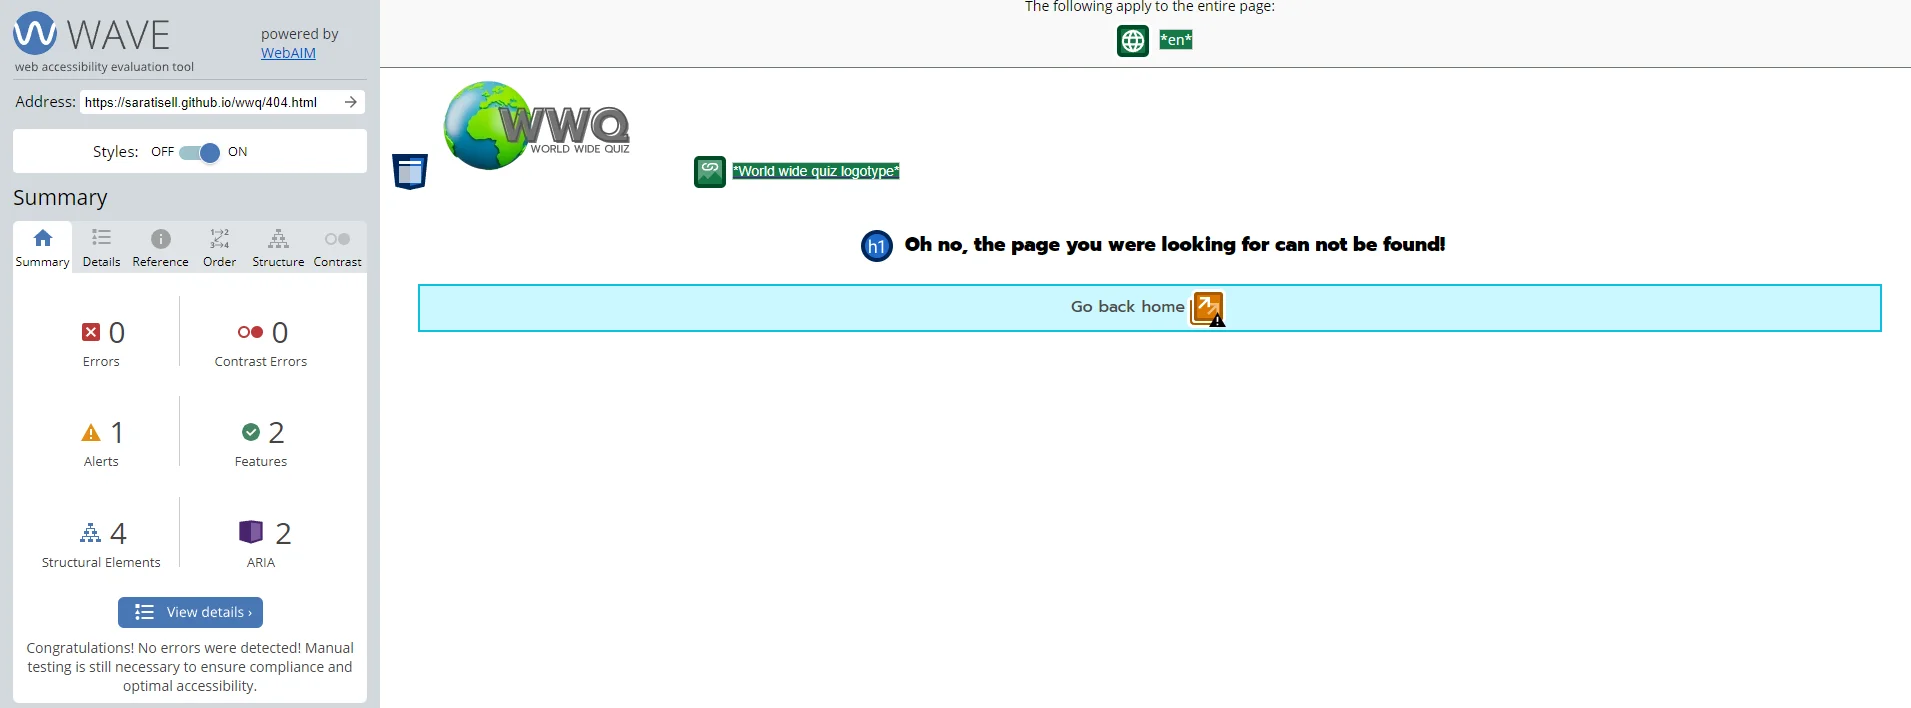 WAVE
web accessibility evaluation tool
powered by
WebAIM
Address: https://saratisell.github.io/wwq/404.html
Styles: OFF ON
Summary
1→2
3→4
Summary Details Reference Order Structure Contrast
0
Errors
0
Contrast Errors
1
Alerts
2
Features
4
Structural Elements
2
ARIA
View details ›
Congratulations! No errors were detected! Manual
testing is still necessary to ensure compliance and
optimal accessibility.
The following apply to the entire page:
*en*
WWQ
WORLD WIDE QUIZ
*World wide quiz logotype*
h1 Oh no, the page you were looking for can not be found!
Go back home